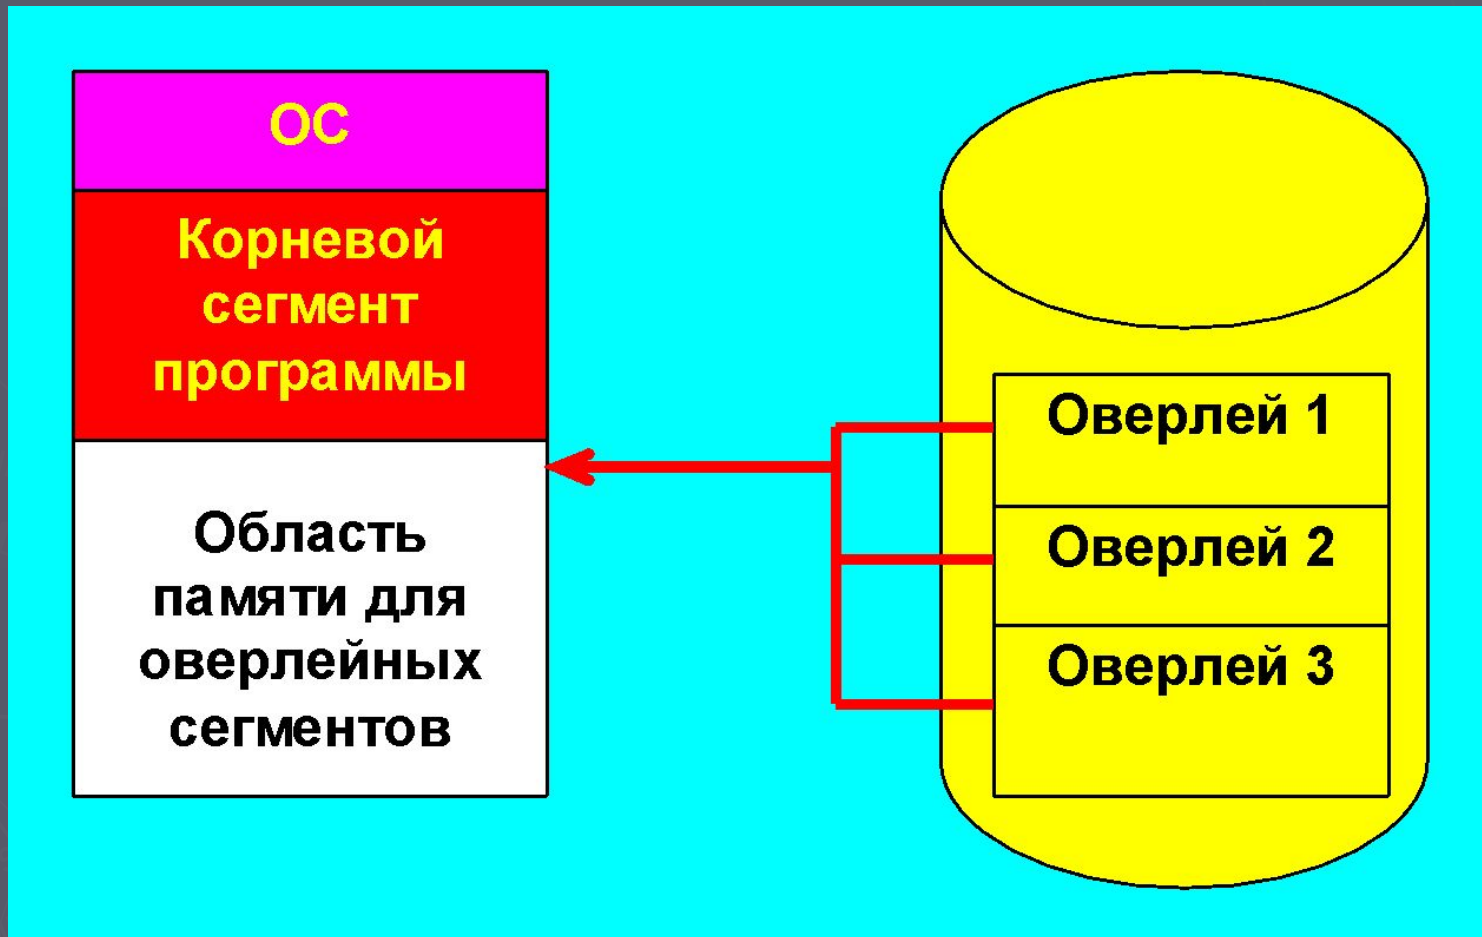 ОС
Корневой
сегмент
программы
Область
памяти для
оверлейных
сегментов
Оверлей 1
Оверлей 2
Оверлей 3